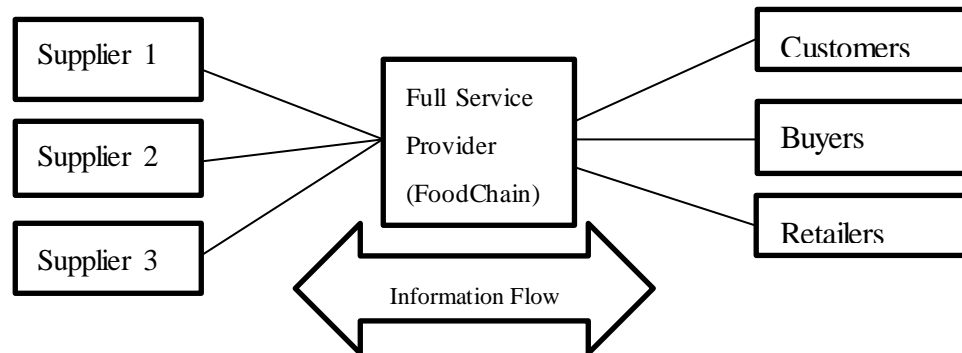 Supplier 1
Supplier 2
Supplier 3
Full Service
Provider
(FoodChain)
Customers
Buyers
Retailers
Information Flow